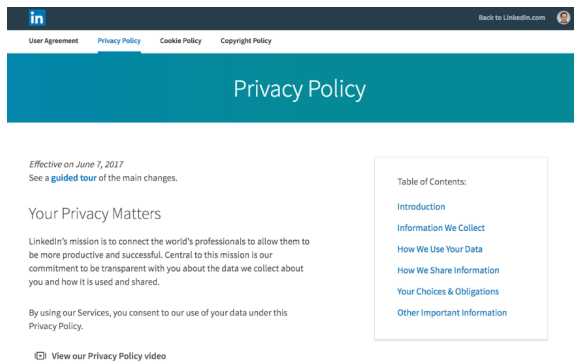 in
Back to LinkedIn.com
User Agreement Privacy Policy Cookie Policy Copyright Policy
Privacy Policy
Effective on June 7, 2017
See a guided tour of the main changes.
Your Privacy Matters
LinkedIn's mission is to connect the world's professionals to allow them to
be more productive and successful. Central to this mission is our
commitment to be transparent with you about the data we collect about
you and how it is used and shared.
By using our Services, you consent to our use of your data under this
Privacy Policy.
View our Privacy Policy video
Table of Contents:
Introduction
Information We Collect
How We Use Your Data
How We Share Information
Your Choices & Obligations
Other Important Information